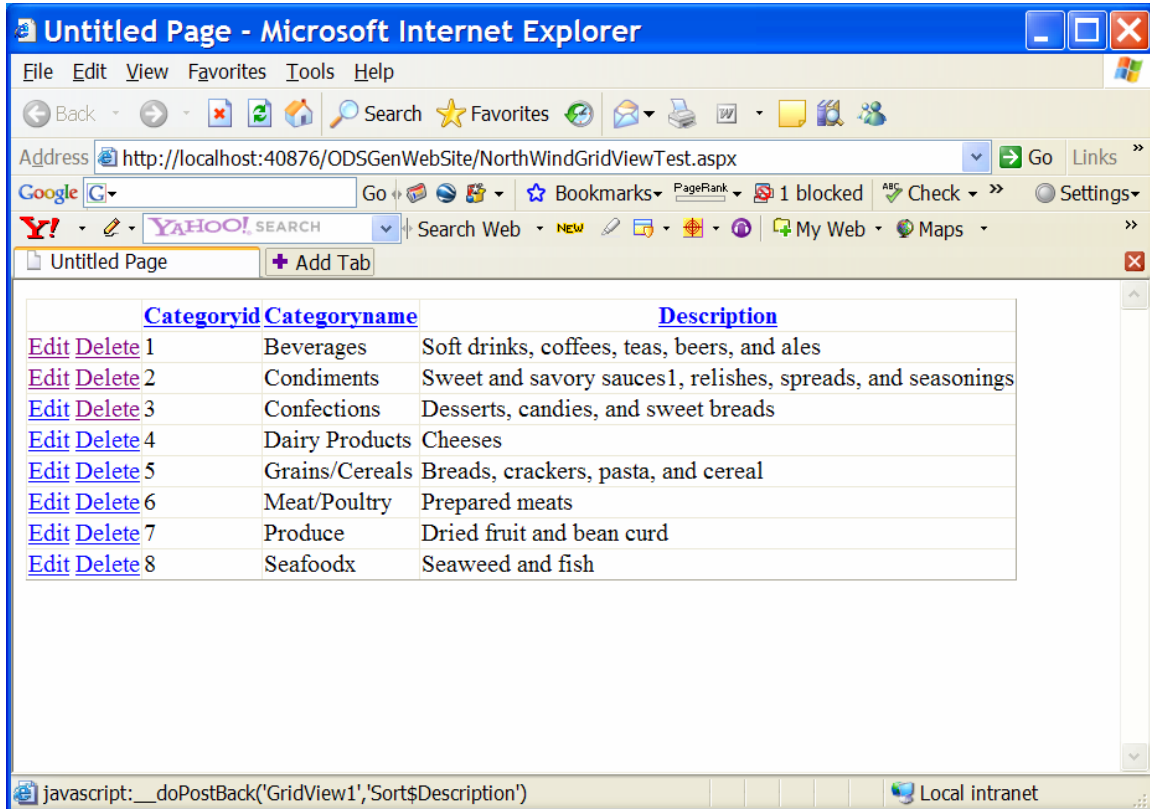 Untitled Page - Microsoft Internet Explorer
File Edit View Favorites Tools Help
Back Search Favorites W
Address http://localhost:40876/ODSGenWebSite/NorthWindGridViewTest.aspx Go Links »
Google G Go Bookmarks PageRank 1 blocked ABC Check » Settings
Y! YAHOO! SEARCH Search Web NEW My Web Maps »
Untitled Page Add Tab
Categoryid Categoryname Description
Edit Delete 1 Beverages Soft drinks, coffees, teas, beers, and ales
Edit Delete 2 Condiments Sweet and savory sauces1, relishes, spreads, and seasonings
Edit Delete 3 Confections Desserts, candies, and sweet breads
Edit Delete 4 Dairy Products Cheeses
Edit Delete 5 Grains/Cereals Breads, crackers, pasta, and cereal
Edit Delete 6 Meat/Poultry Prepared meats
Edit Delete 7 Produce Dried fruit and bean curd
Edit Delete 8 Seafoodx Seaweed and fish
javascript:__doPostBack('GridView1','Sort$Description') Local intranet